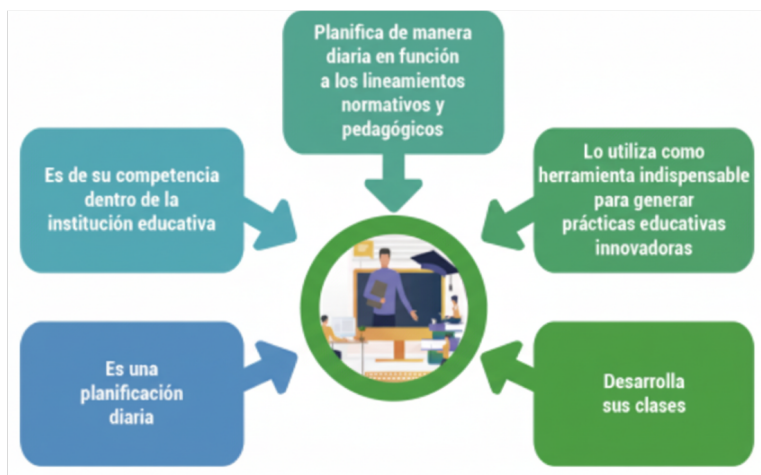 Planifica de manera
diaria en función
a los lineamientos
normativos y
pedagógicos
Es de su competencia
dentro de la
institución educativa
Lo utiliza como
herramienta indispensable
para generar
prácticas educativas
innovadoras
Es una
planificación
diaria
Desarrolla
sus clases